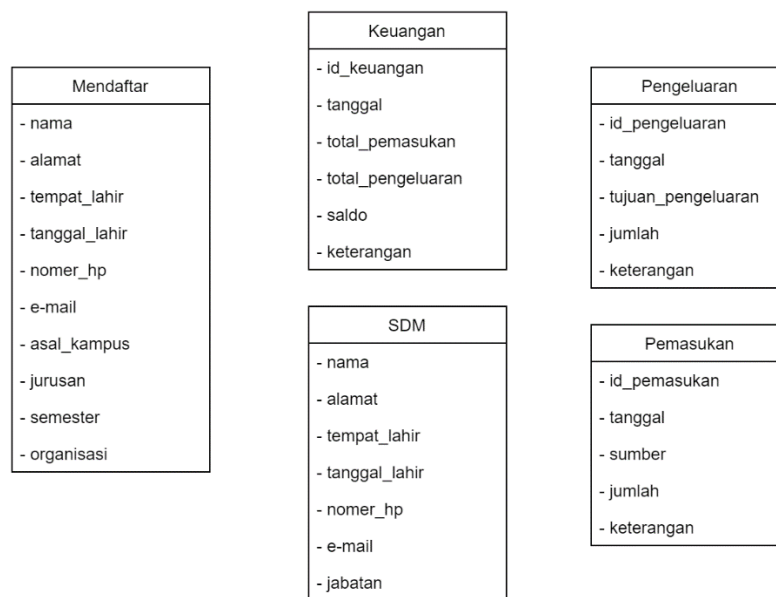 Mendaftar
- nama
- alamat
- tempat_lahir
- tanggal_lahir
- nomer_hp
- e-mail
- asal_kampus
- jurusan
- semester
- organisasi
Keuangan
- id_keuangan
- tanggal
- total_pemasukan
- total_pengeluaran
- saldo
- keterangan
SDM
- nama
- alamat
- tempat_lahir
- tanggal_lahir
- nomer_hp
- e-mail
- jabatan
Pengeluaran
- id_pengeluaran
- tanggal
- tujuan_pengeluaran
- jumlah
- keterangan
Pemasukan
- id_pemasukan
- tanggal
- sumber
- jumlah
- keterangan